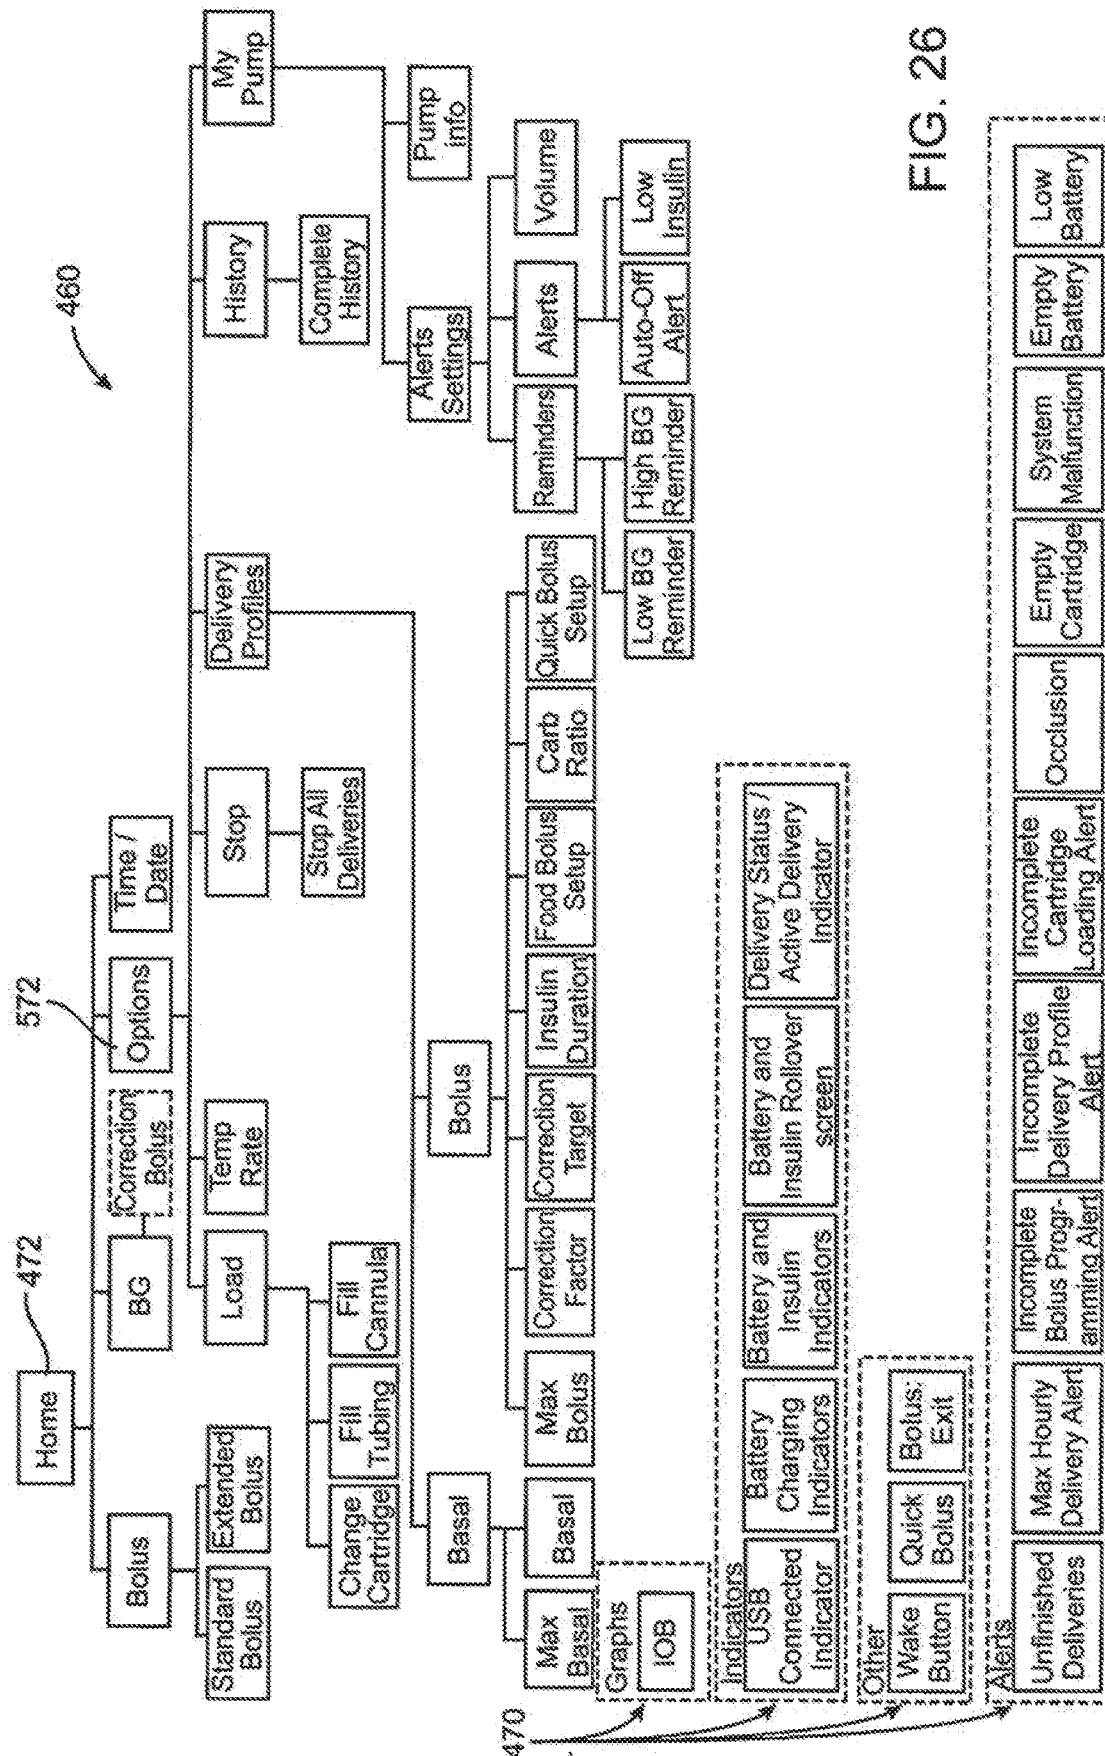 460
Home
472
572
Bolus
BG
Correction
Bolus
Options
Time /
Date
Standard
Bolus
Extended
Bolus
Load
Temp
Rate
Stop
Delivery
Profiles
History
My
Pump
Change
Cartridge
Fill
Tubing
Fill
Cannula
Stop All
Deliveries
Complete
History
Basal
Bolus
Alerts
Settings
Pump
info
Max
Basal
Basal
Max
Bolus
Correction
Factor
Correction
Target
Insulin
Duration
Food Bolus
Setup
Carb
Ratio
Quick Bolus
Setup
Reminders
Alerts
Volume
Low BG
Reminder
High BG
Reminder
Auto-Off
Alert
Low
Insulin
470
Graphs
IOB
Indicators
USB
Connected
Indicator
Battery
Charging
Indicators
Battery and
Insulin
Indicators
Battery and
Insulin Rollover
screen
Delivery Status /
Active Delivery
Indicator
Other
Wake
Button
Quick
Bolus
Bolus:
Exit
FIG. 26
Alerts
Unfinished
Deliveries
Max Hourly
Delivery Alert
Incomplete
Bolus Progr-
amming Alert
Incomplete
Delivery Profile
Alert
Incomplete
Cartridge
Loading Alert
Occlusion
Empty
Cartridge
System
Malfunction
Empty
Battery
Low
Battery